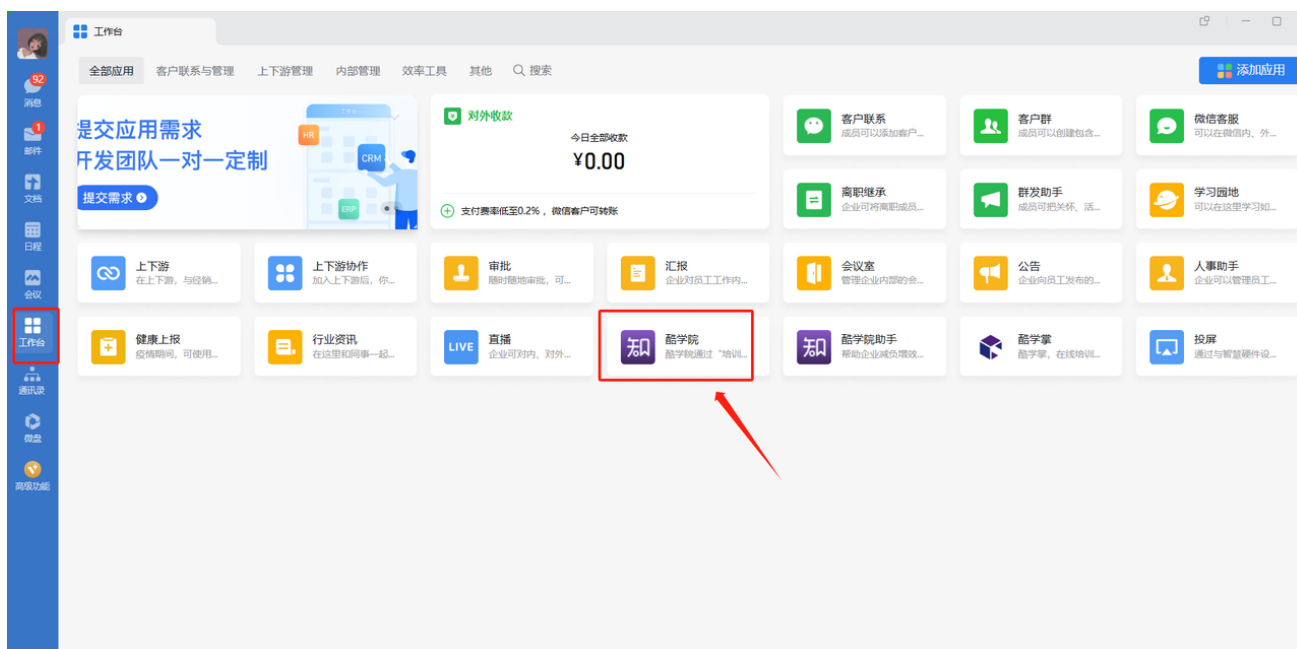 工作台
92
消息
1
邮件
文档
日程
会议
工作台
通讯录
微盘
高级功能
全部应用 客户联系与管理 上下游管理 内部管理 效率工具 其他 搜索
添加应用
提交应用需求
开发团队一对一定制
提交需求
HR
CRM
ERP
对外收款
今日全部收款
¥0.00
支付费率低至0.2%，微信客户可转账
客户联系
成员可以添加客户...
客户群
成员可以创建包含...
微信客服
可以在微信内、外...
离职继承
企业可将离职成员...
群发助手
成员可把关怀、活...
学习园地
可以在这里学习如...
上下游
在上下游，与经销...
上下游协作
加入上下游后，你...
审批
随时随地审批，可...
汇报
企业对员工工作内...
会议室
管理企业内部的会...
公告
企业向员工发布的...
人事助手
企业可以管理员工...
健康上报
疫情期间，可使用...
行业资讯
在这里和同事一起...
LIVE
直播
企业可对内、对外...
知
酷学院
酷学院通过“培训...
知
酷学院助手
帮助企业减负增效...
酷学掌
酷学掌，在线培训...
投屏
通过与智慧硬件设...